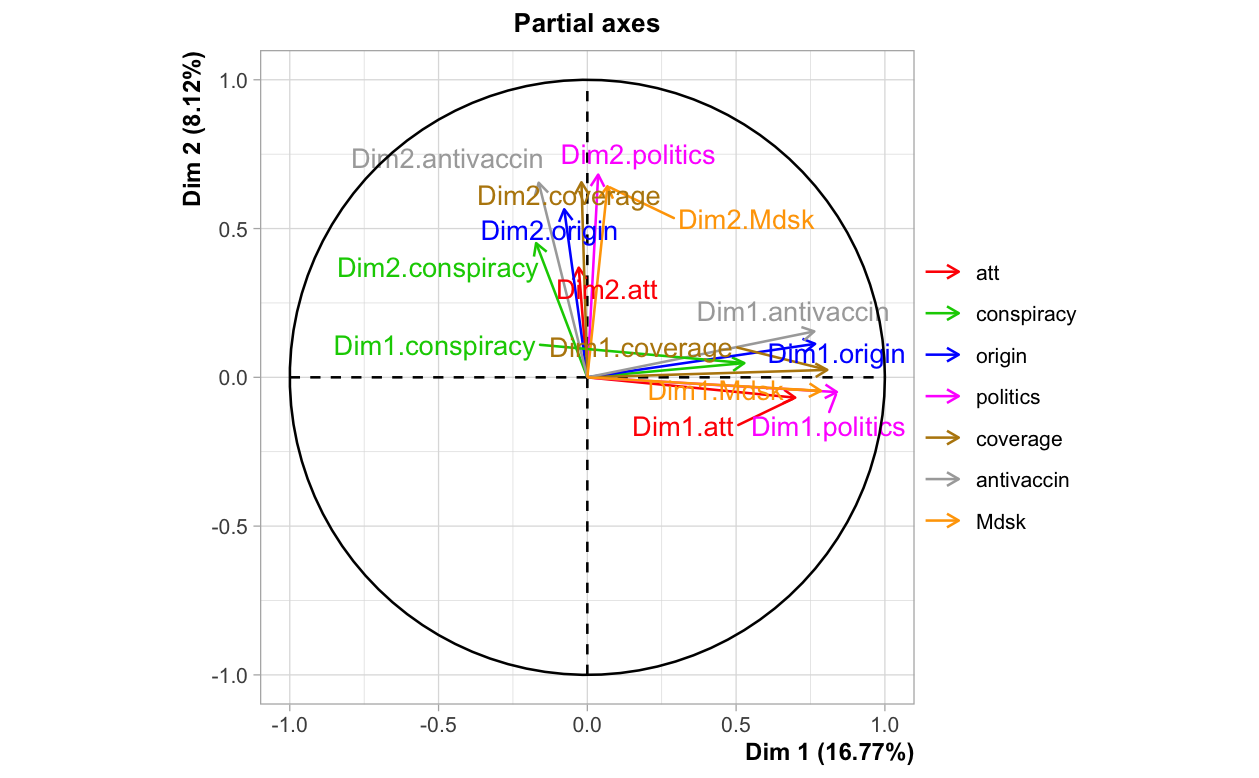 Partial axes
Dim 2 (8.12%)
1.0
0.5
0.0
-0.5
-1.0
Dim2.antivaccin
Dim2.politics
Dim2.coverage
Dim2.Mdsk
Dim2.origin
Dim2.conspiracy
Dim2.att
Dim1.antivaccin
Dim1.conspiracy
Dim1.coverage
Dim1.origin
Dim1.Mdsk
Dim1.att
Dim1.politics
att
conspiracy
origin
politics
coverage
antivaccin
Mdsk
-1.0
-0.5
0.0
0.5
1.0
Dim 1 (16.77%)